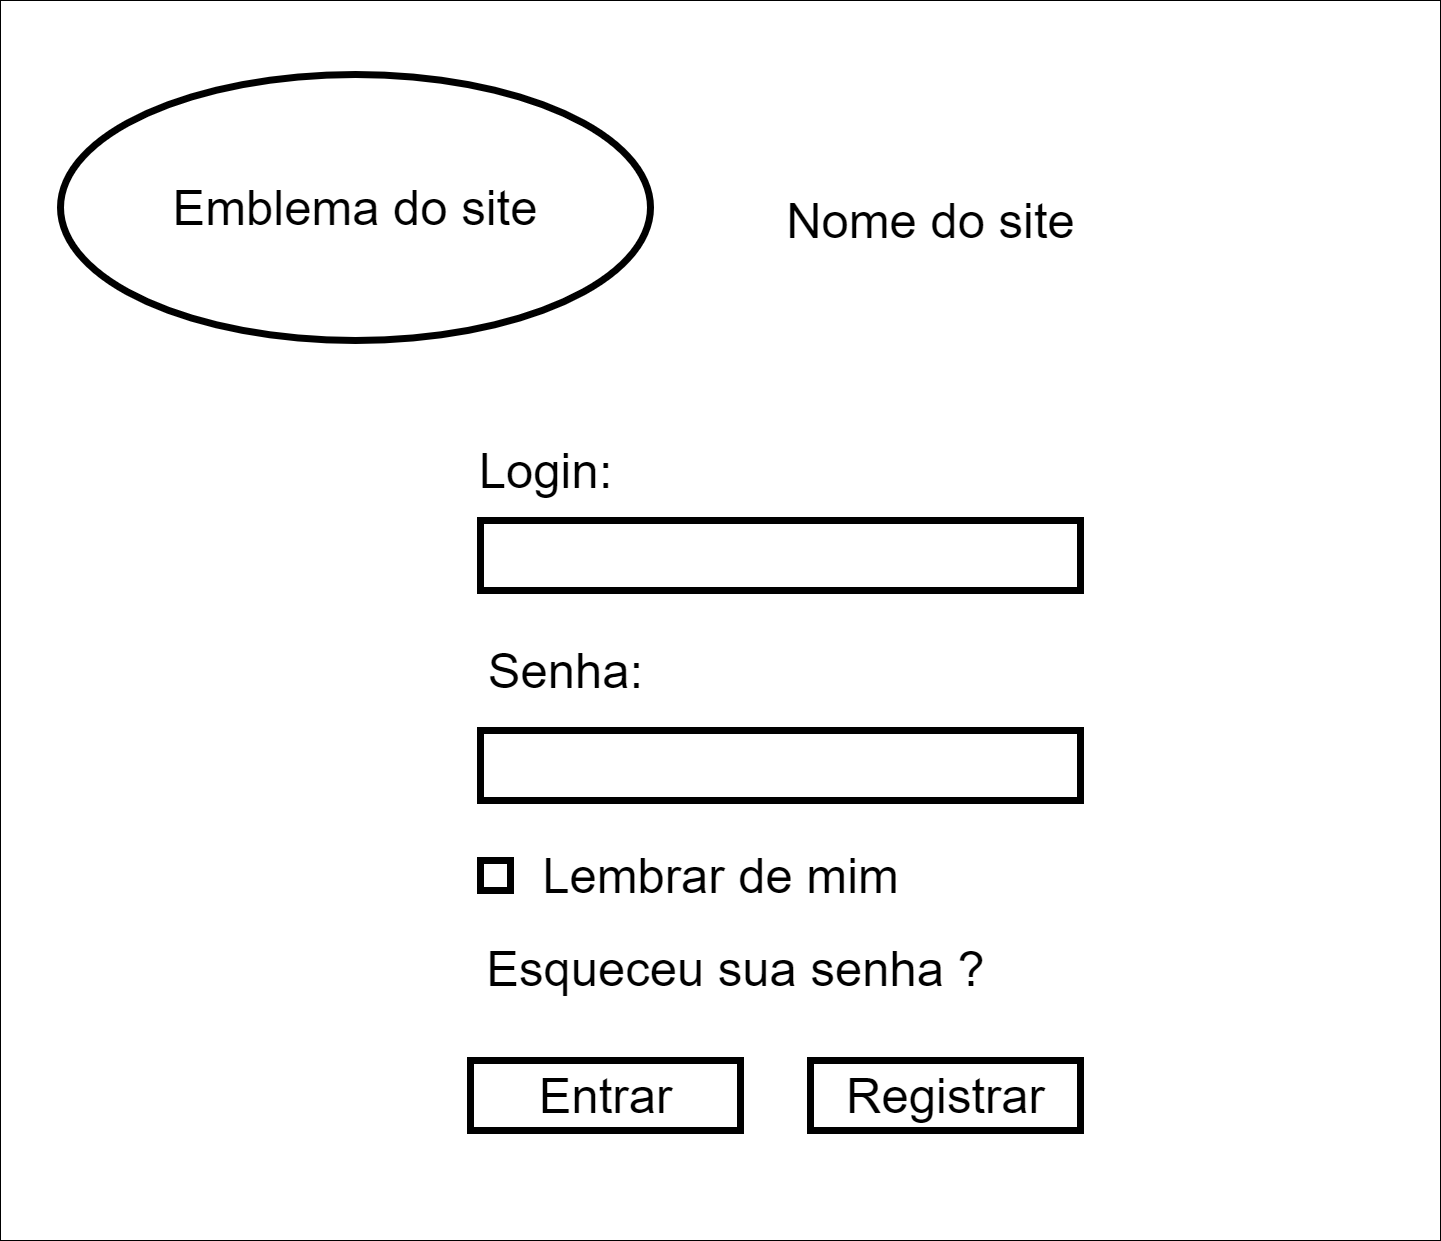 Emblema do site
Nome do site
Login:
Senha:
Lembrar de mim
Esqueceu sua senha ?
Entrar
Registrar